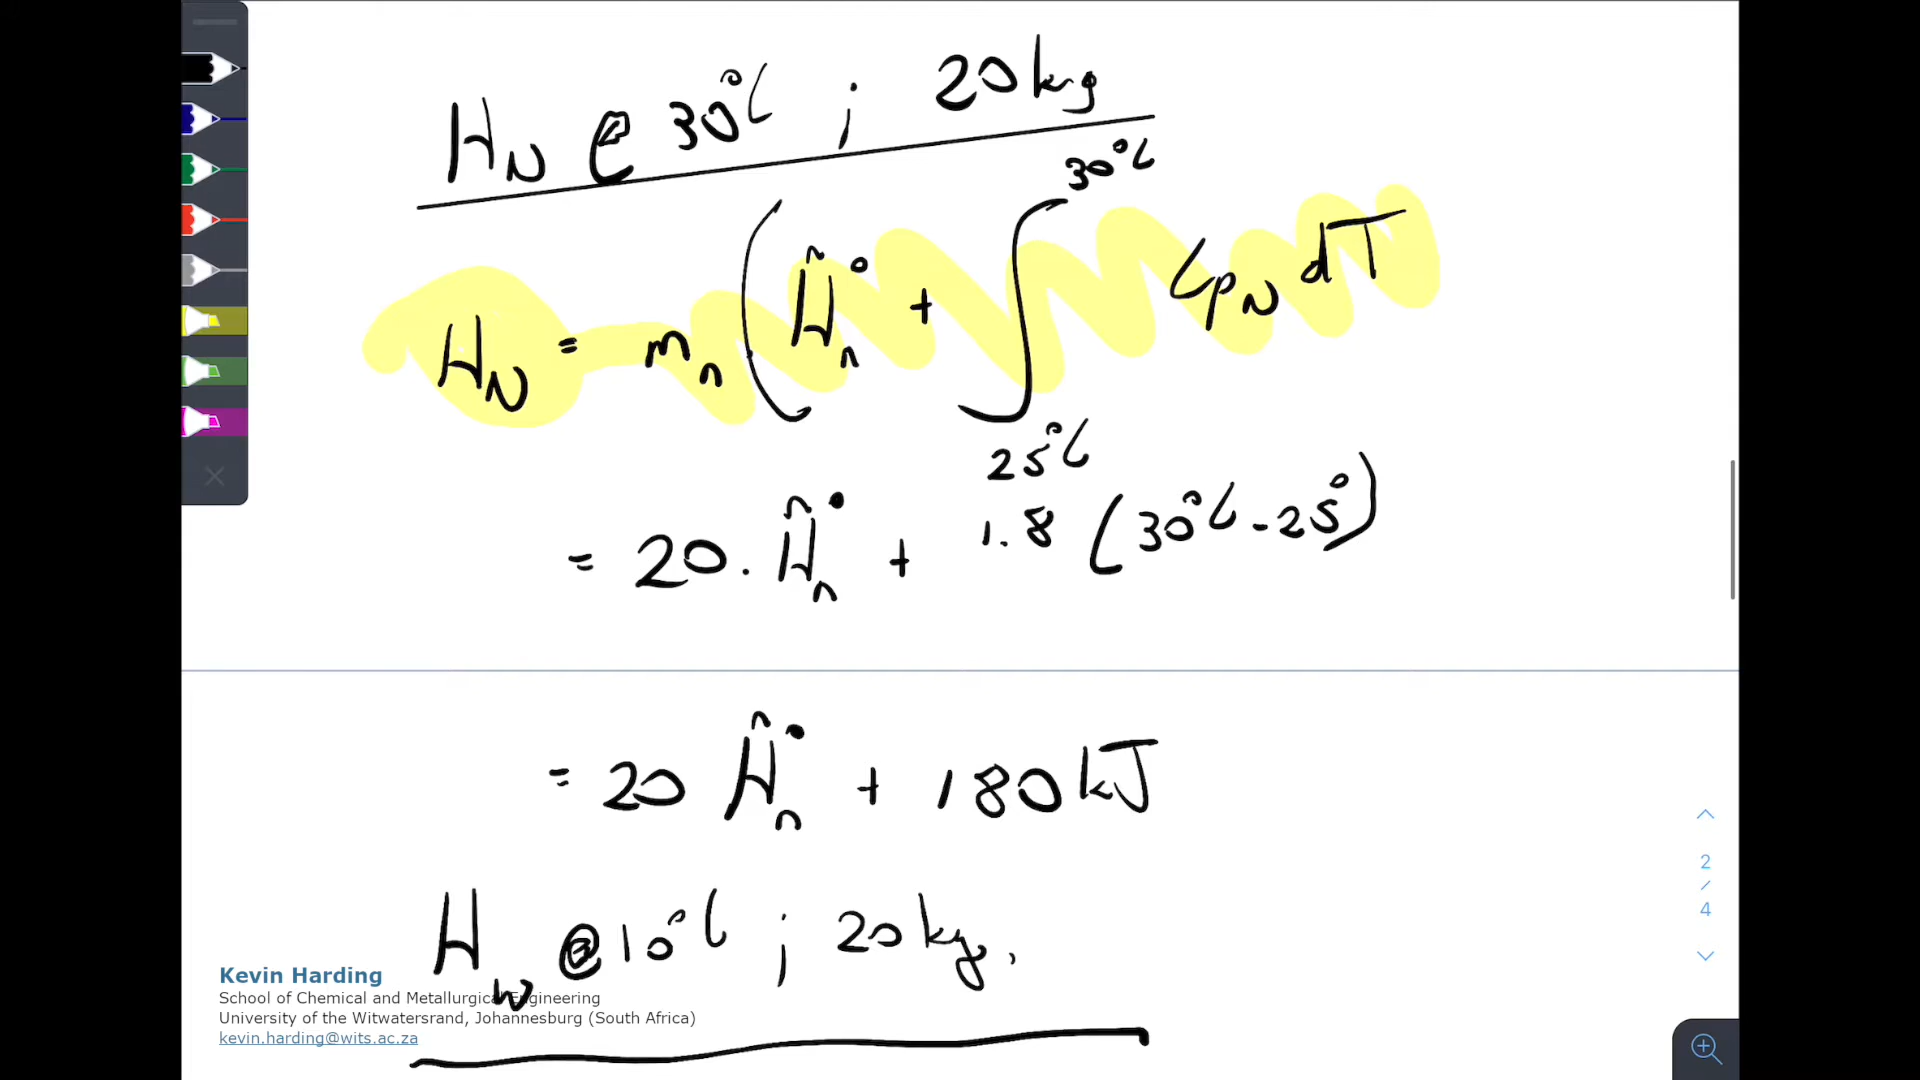 H_N @ 30°C ; 20 kg
H_N = m_n ( Ĥ°_n + ∫_{25°C}^{30°C} Cp_N dT
= 20 . Ĥ°_n + 1.8 (30°C - 25°)
= 20 Ĥ°_n + 180 kJ
H_w @ 10°C ; 20 kg.
Kevin Harding
School of Chemical and Metallurgical Engineering
University of the Witwatersrand, Johannesburg (South Africa)
kevin.harding@wits.ac.za
2
/
4